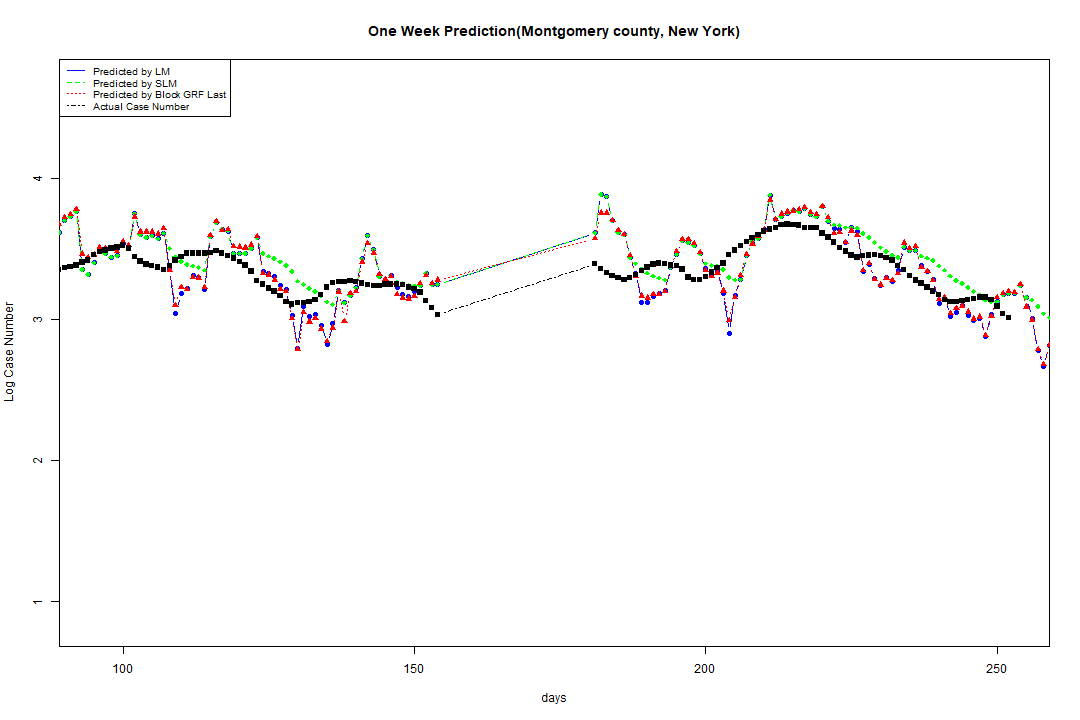 One Week Prediction(Montgomery county, New York)
Predicted by LM
Predicted by SLM
Predicted by Block GRF Last
Actual Case Number
4
3
2
1
Log Case Number
100
150
200
250
days